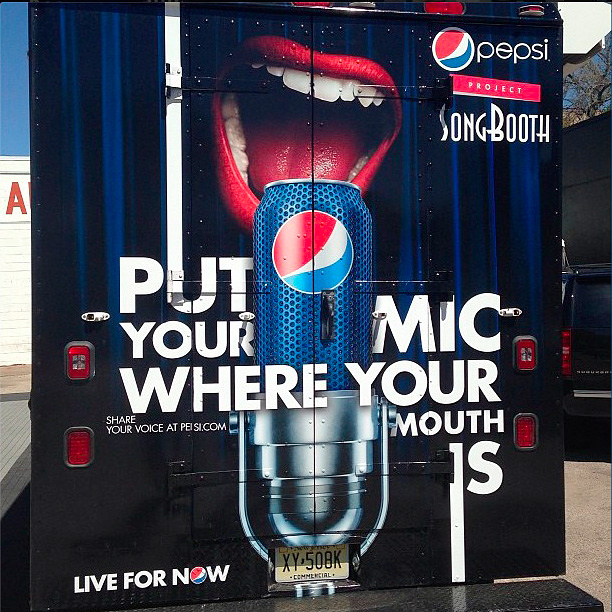 pepsi
PROJECT
SONGBOOTH
PUT
YOUR MIC
WHERE YOUR
MOUTH
IS
SHARE
YOUR VOICE AT PEPSI.COM
LIVE FOR NOW
XY-508K
COMMERCIAL
A